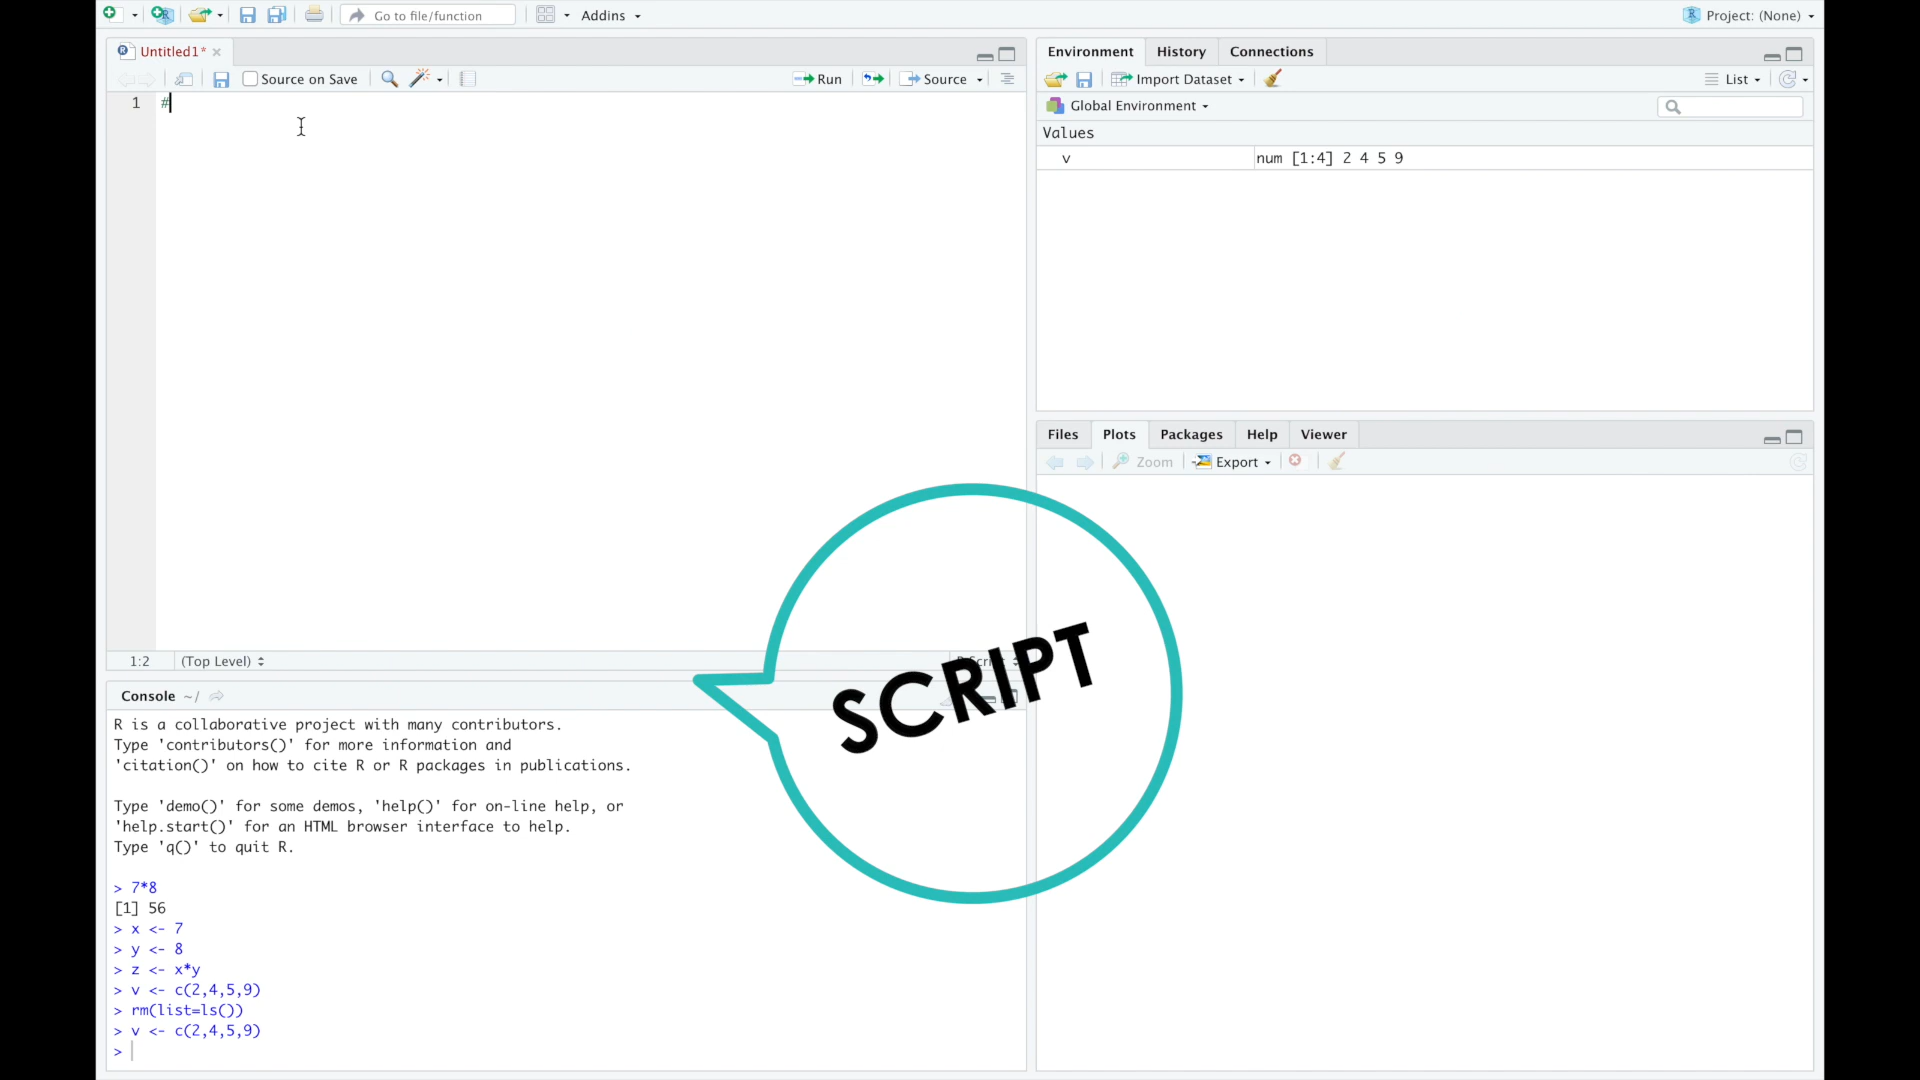 Go to file/function
Addins
Project: (None)
Untitled1*
Source on Save
Run
Source
1
#
1:2
(Top Level)
Console ~/
R is a collaborative project with many contributors.
Type 'contributors()' for more information and
'citation()' on how to cite R or R packages in publications.
Type 'demo()' for some demos, 'help()' for on-line help, or
'help.start()' for an HTML browser interface to help.
Type 'q()' to quit R.
> 7*8
[1] 56
> x <- 7
> y <- 8
> z <- x*y
> v <- c(2,4,5,9)
> rm(list=ls())
> v <- c(2,4,5,9)
>
Environment
History
Connections
Import Dataset
List
Global Environment
Values
v num [1:4] 2 4 5 9
Files
Plots
Packages
Help
Viewer
Zoom
Export
SCRIPT